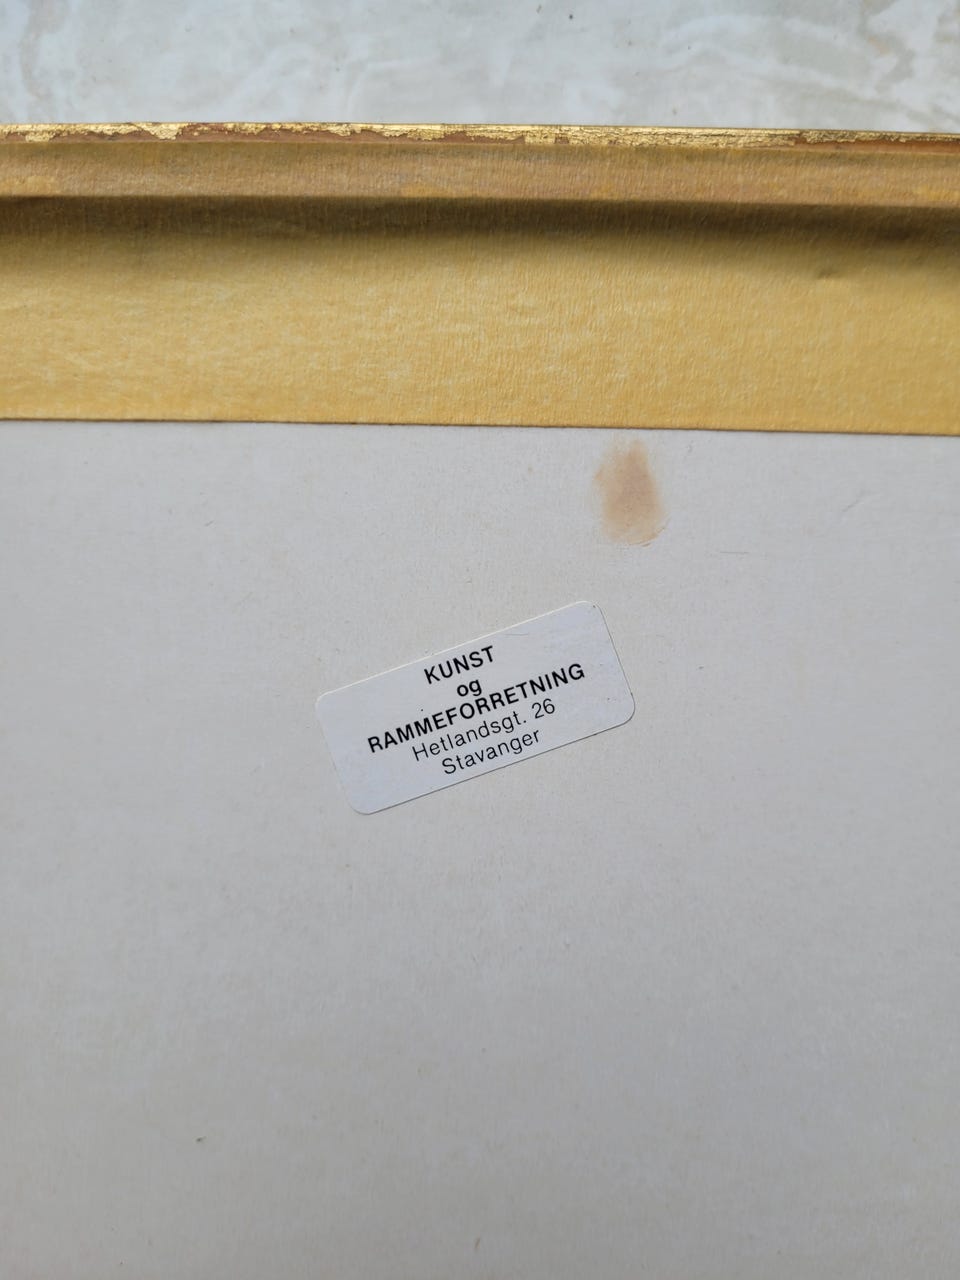 KUNST
og
RAMMEFORRETNING
Hetlandsgt. 26
Stavanger